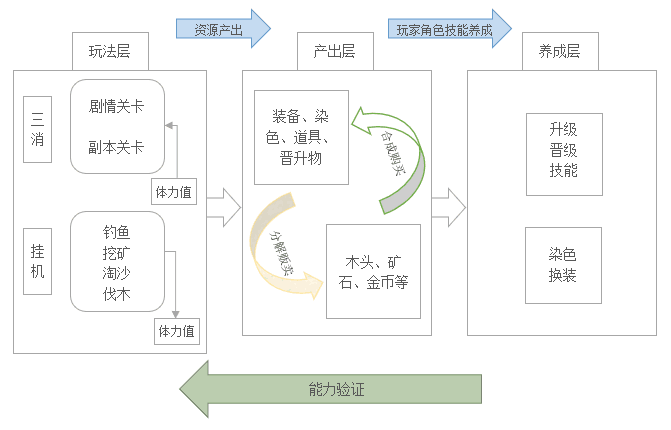 资源产出
玩家角色技能养成
玩法层
产出层
养成层
三
消
剧情关卡
副本关卡
体力值
挂
机
钓鱼
挖矿
淘沙
伐木
体力值
装备、染
色、道具、
晋升物
合成购买
分解贩卖
木头、矿
石、金币等
升级
晋级
技能
染色
换装
能力验证